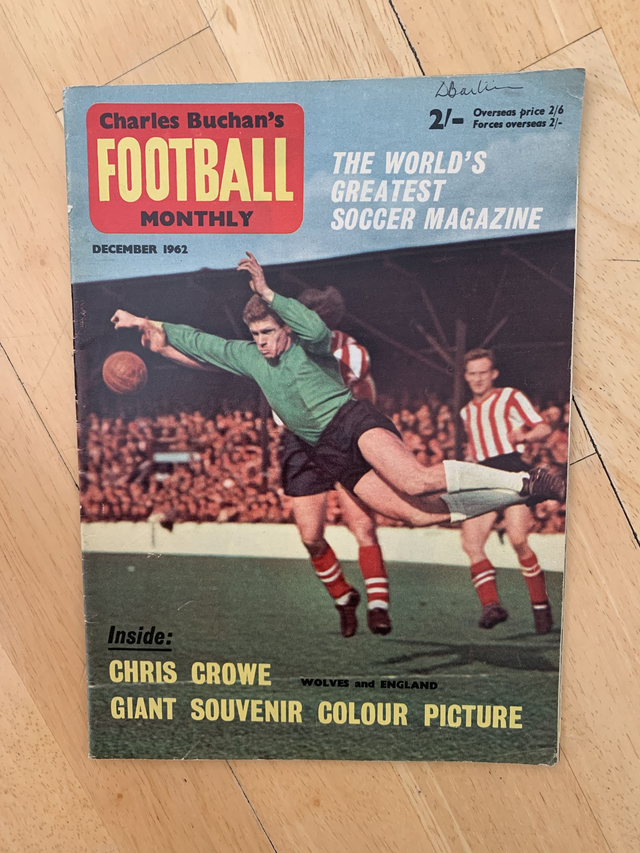 Charles Buchan's
FOOTBALL
MONTHLY
DECEMBER 1962
2/- Overseas price 2/6
Forces overseas 2/-
THE WORLD'S
GREATEST
SOCCER MAGAZINE
Inside:
CHRIS CROWE WOLVES and ENGLAND
GIANT SOUVENIR COLOUR PICTURE